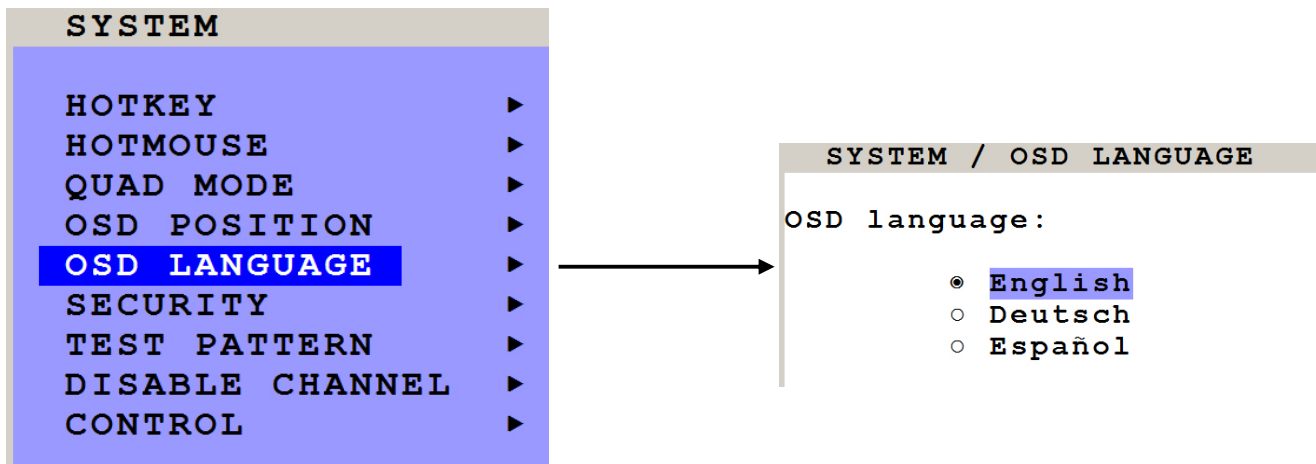 SYSTEM
HOTKEY ►
HOTMOUSE ►
QUAD MODE ►
OSD POSITION ►
OSD LANGUAGE ►
SECURITY ►
TEST PATTERN ►
DISABLE CHANNEL ►
CONTROL ►
SYSTEM / OSD LANGUAGE
OSD language:
◉ English
○ Deutsch
○ Español